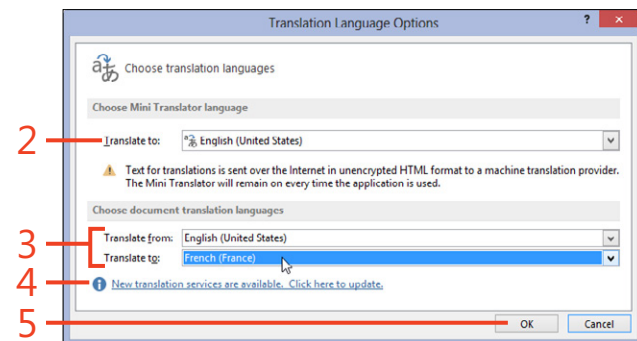 Translation Language Options
? ×
aあ Choose translation languages
Choose Mini Translator language
2
Translate to: English (United States)
Text for translations is sent over the Internet in unencrypted HTML format to a machine translation provider.
The Mini Translator will remain on every time the application is used.
Choose document translation languages
3
Translate from: English (United States)
Translate to: French (France)
4
New translation services are available. Click here to update.
5
OK Cancel